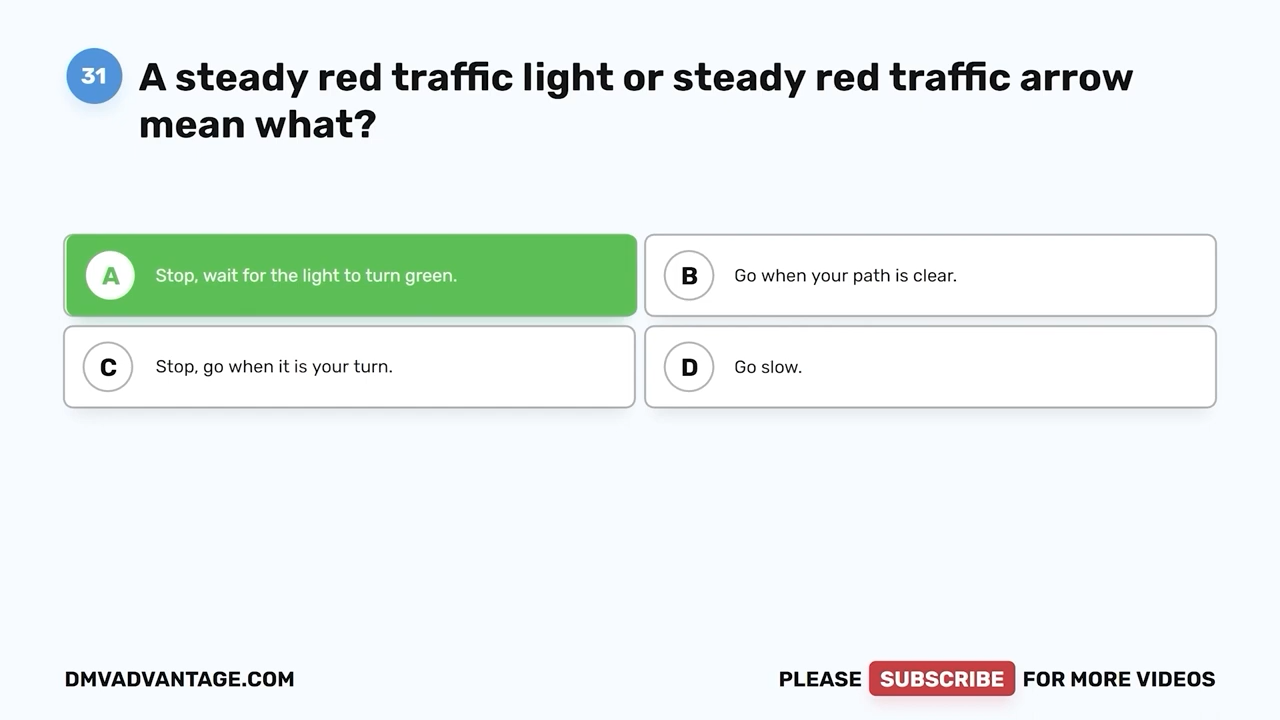 31
A steady red traffic light or steady red traffic arrow
mean what?
A Stop, wait for the light to turn green.
B Go when your path is clear.
C Stop, go when it is your turn.
D Go slow.
DMVADVANTAGE.COM
PLEASE SUBSCRIBE FOR MORE VIDEOS